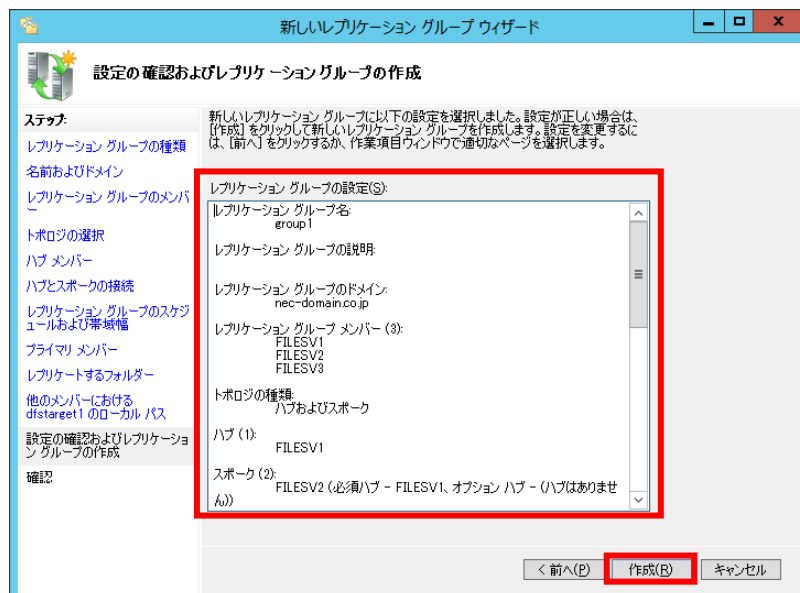 新しいレプリケーション グループ ウィザード
設定の確認およびレプリケーション グループの作成
ステップ:
レプリケーション グループの種類
名前およびドメイン
レプリケーション グループのメンバ
ー
トポロジの選択
ハブ メンバー
ハブとスポークの接続
レプリケーション グループのスケジ
ュールおよび帯域幅
プライマリ メンバー
レプリケートするフォルダー
他のメンバーにおける
dfstarget1 のローカル パス
設定の確認およびレプリケーショ
ン グループの作成
確認
新しいレプリケーション グループに以下の設定を選択しました。設定が正しい場合は、
[作成] をクリックして新しいレプリケーション グループを作成します。設定を変更するに
は、[前へ] をクリックするか、作業項目ウィンドウで適切なページを選択します。
レプリケーション グループの設定(S):
レプリケーション グループ名:
group1
レプリケーション グループの説明:
レプリケーション グループのドメイン:
nec-domain.co.jp
レプリケーション グループ メンバー (3):
FILESV1
FILESV2
FILESV3
トポロジの種類:
ハブおよびスポーク
ハブ (1):
FILESV1
スポーク (2):
FILESV2 (必須ハブ - FILESV1、オプション ハブ - (ハブはありませ
ん))
< 前へ(P)
作成(R)
キャンセル